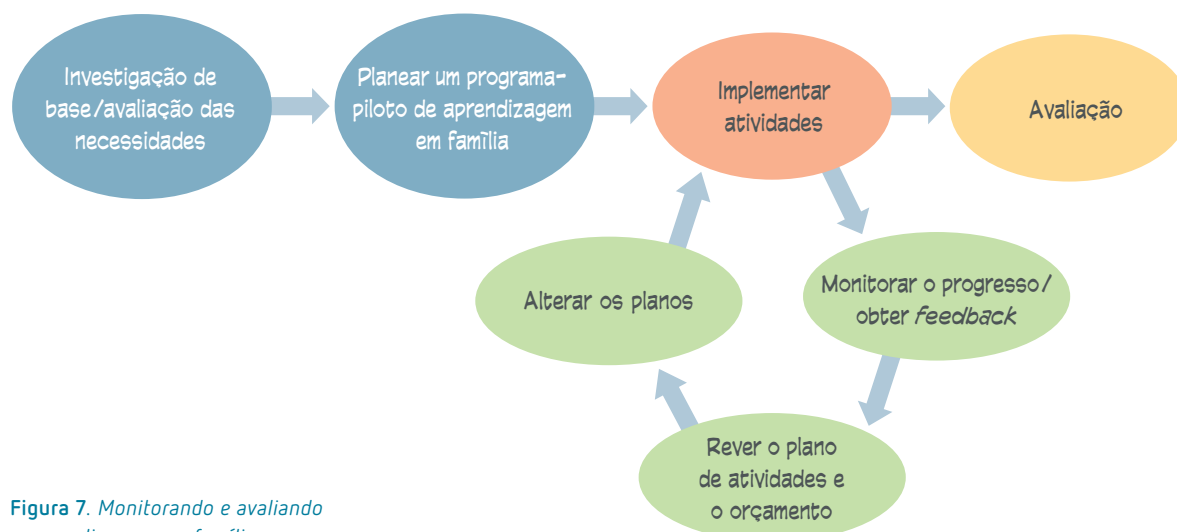 Investigação de
base/avaliação das
necessidades
Planear um programa-
piloto de aprendizagem
em família
Implementar
atividades
Avaliação
Alterar os planos
Monitorar o progresso/
obter feedback
Rever o plano
de atividades e
o orçamento
Figura 7. Monitorando e avaliando